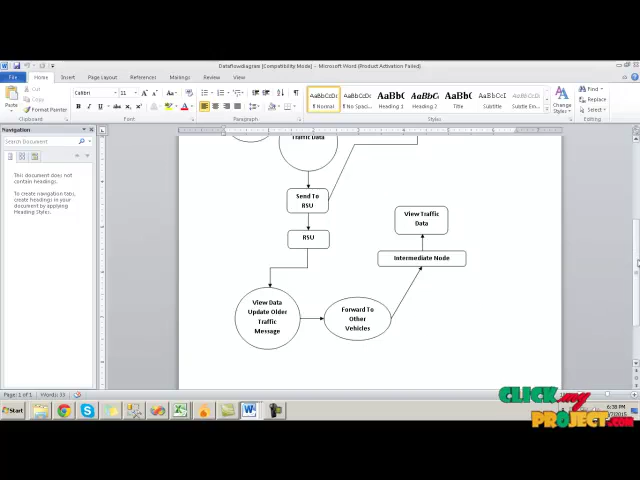 Dataflowdiagram [Compatibility Mode] - Microsoft Word (Product Activation Failed)
File Home Insert Page Layout References Mailings Review View
Cut
Copy
Format Painter
Paste
Clipboard
Calibri 11
Font
Paragraph
AaBbCcDc AaBbCcDc AaBbC AaBbCc AaBbC AaBbCcI AaBbCcDc
¶ Normal ¶ No Spaci... Heading 1 Heading 2 Title Subtitle Subtle Em...
Change Styles
Styles
Find
Replace
Select
Editing
Navigation
Search Document
This document does not contain headings.
To create navigation tabs, create headings in your document by applying Heading Styles.
Traffic Data
Send To
RSU
RSU
View Data
Update Older
Traffic
Message
Forward To
Other
Vehicles
Intermediate Node
View Traffic
Data
Page: 1 of 1 Words: 33
Start
6:38 PM
CLICK my
PROJECT.COM